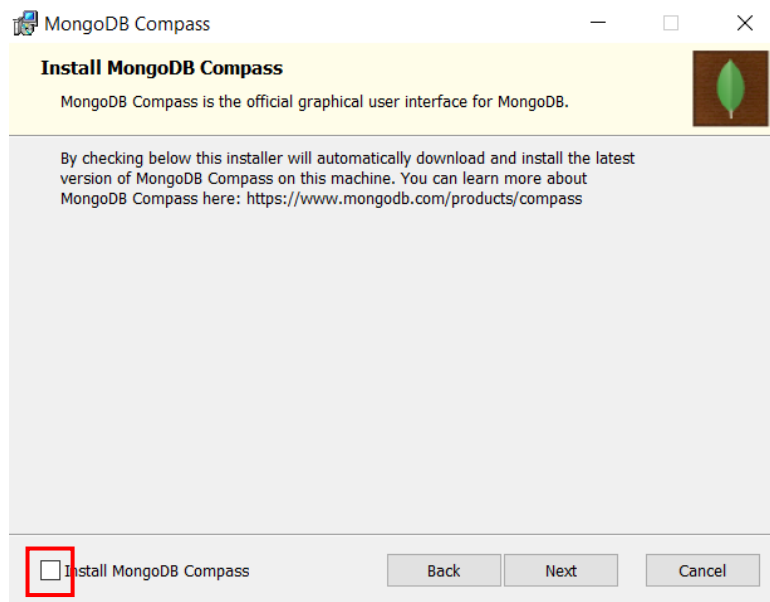 MongoDB Compass
Install MongoDB Compass
MongoDB Compass is the official graphical user interface for MongoDB.
By checking below this installer will automatically download and install the latest
version of MongoDB Compass on this machine. You can learn more about
MongoDB Compass here: https://www.mongodb.com/products/compass
Install MongoDB Compass
Back
Next
Cancel